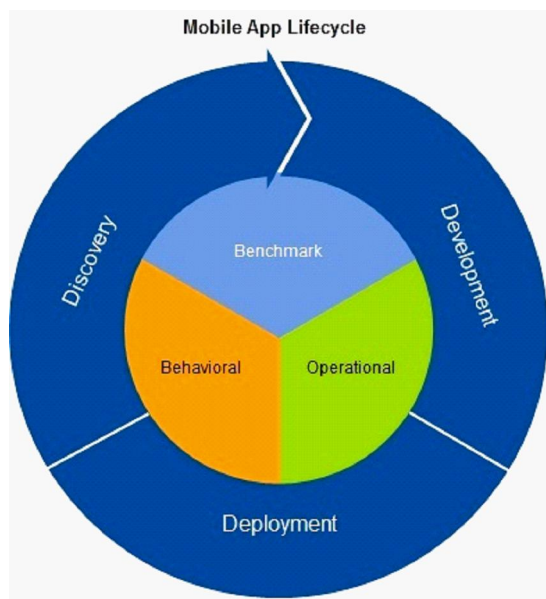 Mobile App Lifecycle
Discovery
Development
Benchmark
Behavioral
Operational
Deployment